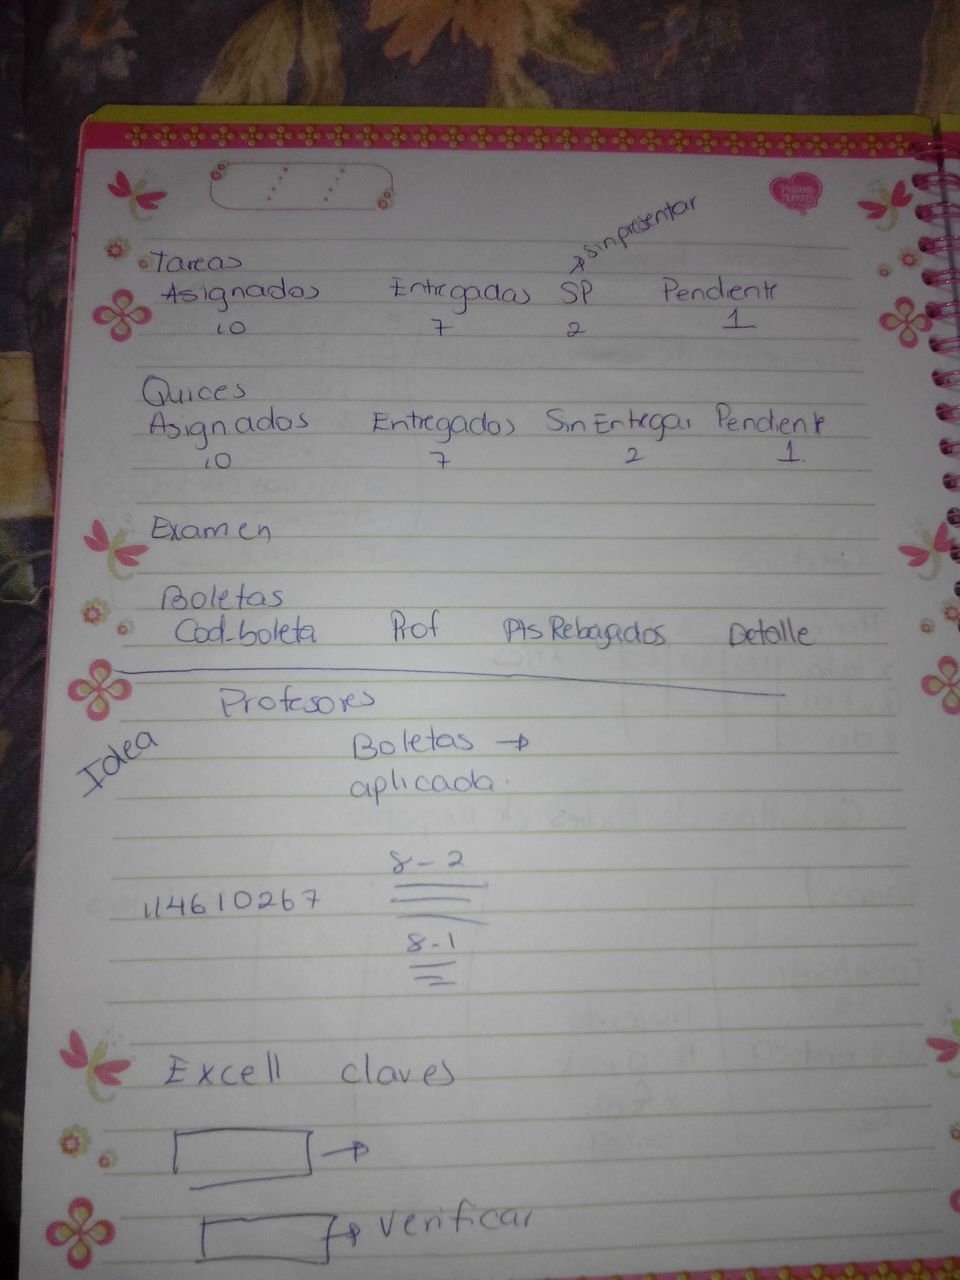 sin presentar
Tareas
Asignados Entregadas SP Pendiente
10 7 2 1
Quices
Asignadas Entregados Sin Entregar Pendiente
10 7 2 1
Examen
Boletas
Cod-boleta Prof Pts Rebagados Detalle
Profesores
Idea
Boletas →
aplicada.
8-2
114610267
8-1
Excell claves
→
→ verificar